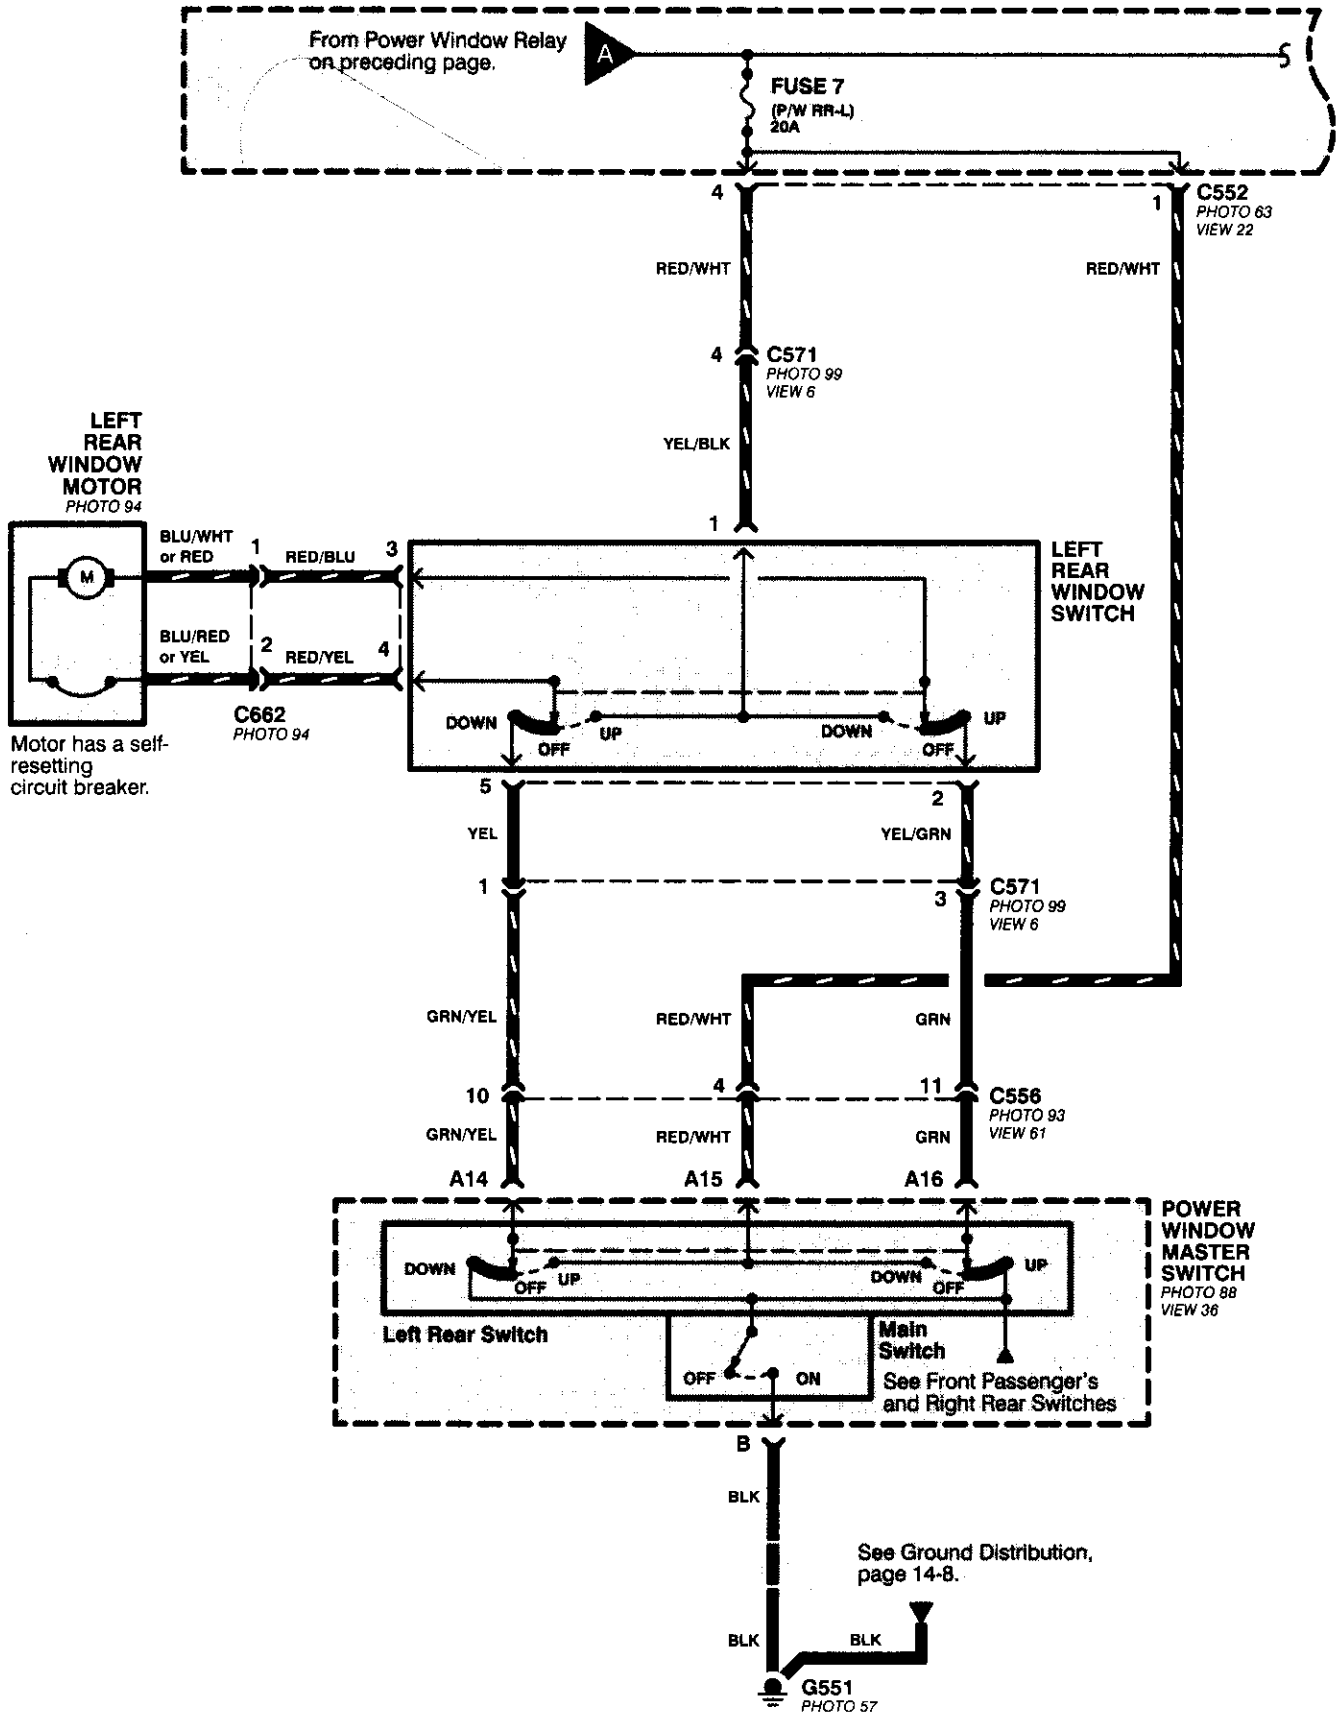 From Power Window Relay
on preceding page.
A
FUSE 7
(P/W RR-L)
20A
4
1
C552
PHOTO 63
VIEW 22
RED/WHT
RED/WHT
4
C571
PHOTO 99
VIEW 6
YEL/BLK
LEFT
REAR
WINDOW
MOTOR
PHOTO 94
1
BLU/WHT
or RED
1
RED/BLU
3
M
LEFT
REAR
WINDOW
SWITCH
BLU/RED
or YEL
2
RED/YEL
4
C662
PHOTO 94
DOWN
OFF
UP
DOWN
OFF
UP
Motor has a self-
resetting
circuit breaker.
5
2
YEL
YEL/GRN
1
3
C571
PHOTO 99
VIEW 6
GRN/YEL
RED/WHT
GRN
10
4
11
C556
PHOTO 93
VIEW 61
GRN/YEL
RED/WHT
GRN
A14
A15
A16
POWER
WINDOW
MASTER
SWITCH
PHOTO 88
VIEW 36
DOWN
OFF
UP
DOWN
OFF
UP
Left Rear Switch
Main
Switch
OFF
ON
See Front Passenger's
and Right Rear Switches
B
BLK
See Ground Distribution,
page 14-8.
BLK
BLK
G551
PHOTO 57